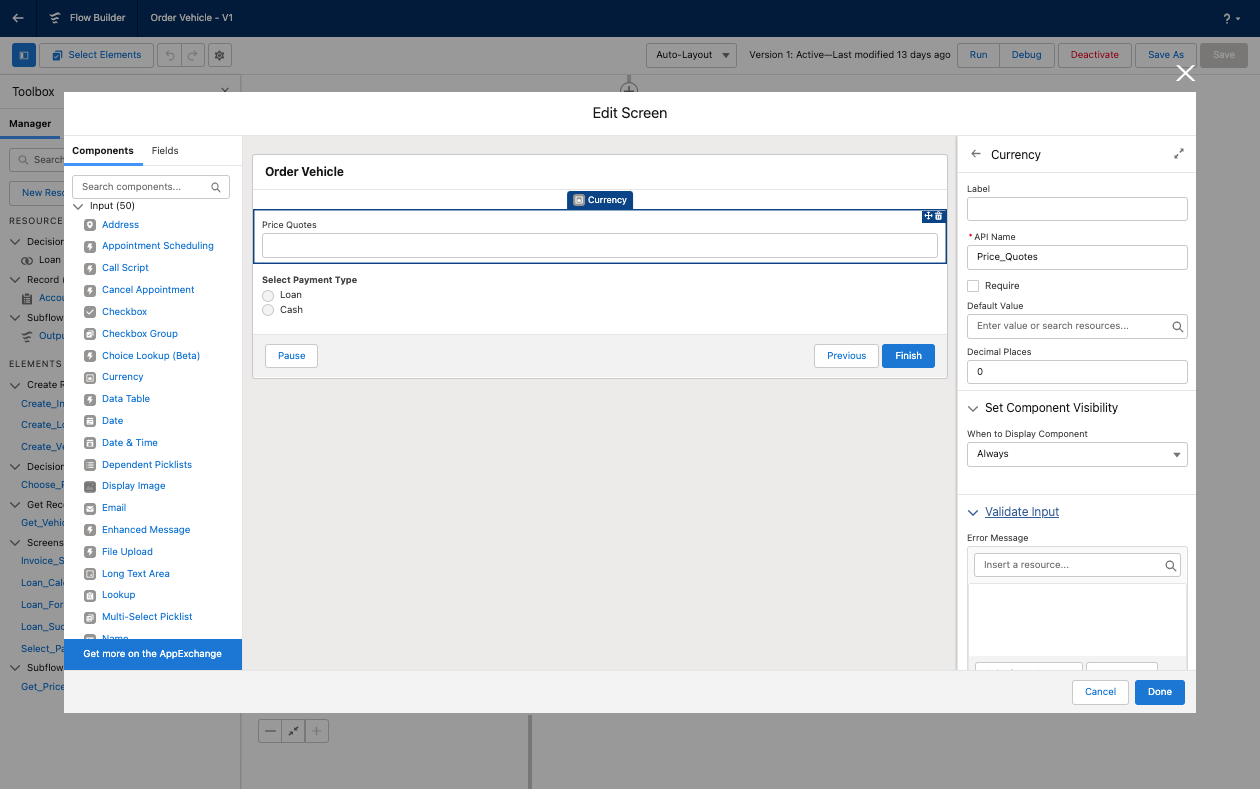 Flow Builder
Order Vehicle - V1
?
Select Elements
Auto-Layout
Version 1: Active—Last modified 13 days ago
Run
Debug
Deactivate
Save As
Save
Toolbox
Manager
Search
New Reso
RESOURCE
Decision
Loan
Record (
Accou
Subflow
Outpu
ELEMENTS
Create R
Create_In
Create_Lo
Create_Ve
Decision
Choose_P
Get Reco
Get_Vehic
Screens
Invoice_S
Loan_Calc
Loan_For
Loan_Suc
Select_Pa
Subflow
Get_Price
Edit Screen
Components
Fields
Search components...
Input (50)
Address
Appointment Scheduling
Call Script
Cancel Appointment
Checkbox
Checkbox Group
Choice Lookup (Beta)
Currency
Data Table
Date
Date & Time
Dependent Picklists
Display Image
Email
Enhanced Message
File Upload
Long Text Area
Lookup
Multi-Select Picklist
Name
Get more on the AppExchange
Order Vehicle
Currency
Price Quotes
Select Payment Type
Loan
Cash
Pause
Previous
Finish
Currency
Label
* API Name
Price_Quotes
Require
Default Value
Enter value or search resources...
Decimal Places
0
Set Component Visibility
When to Display Component
Always
Validate Input
Error Message
Insert a resource...
Cancel
Done